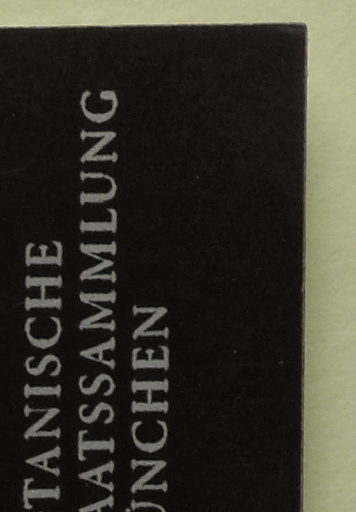 TANISCHE
AATSSAMMLUNG
ÜNCHEN